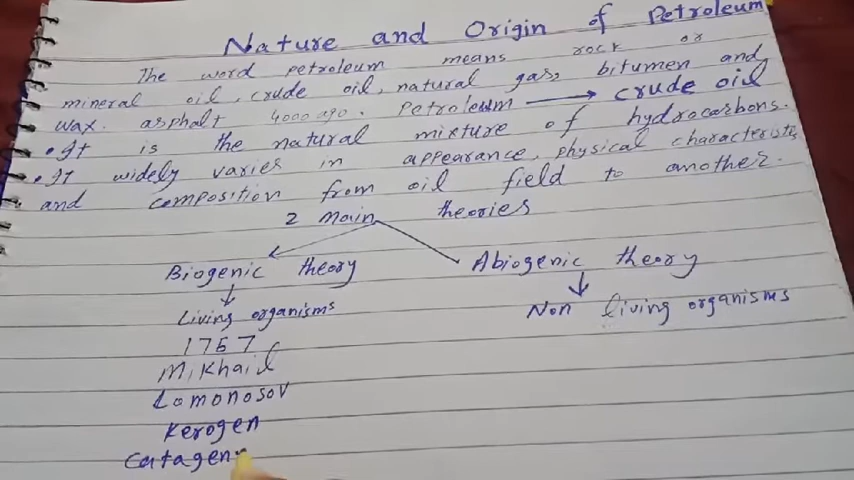 Nature and Origin of Petroleum
The word petroleum means rock or
mineral oil, crude oil, natural gas, bitumen and
wax. asphalt 4000 ago. Petroleum → crude oil
• It is the natural mixture of hydrocarbons.
• It widely varies in appearance, physical characteristics
and composition from oil field to another.
2 main theories
Biogenic theory Abiogenic theory
Living organisms Non living organisms
1757
Mikhail
Lomonosov
Kerogen